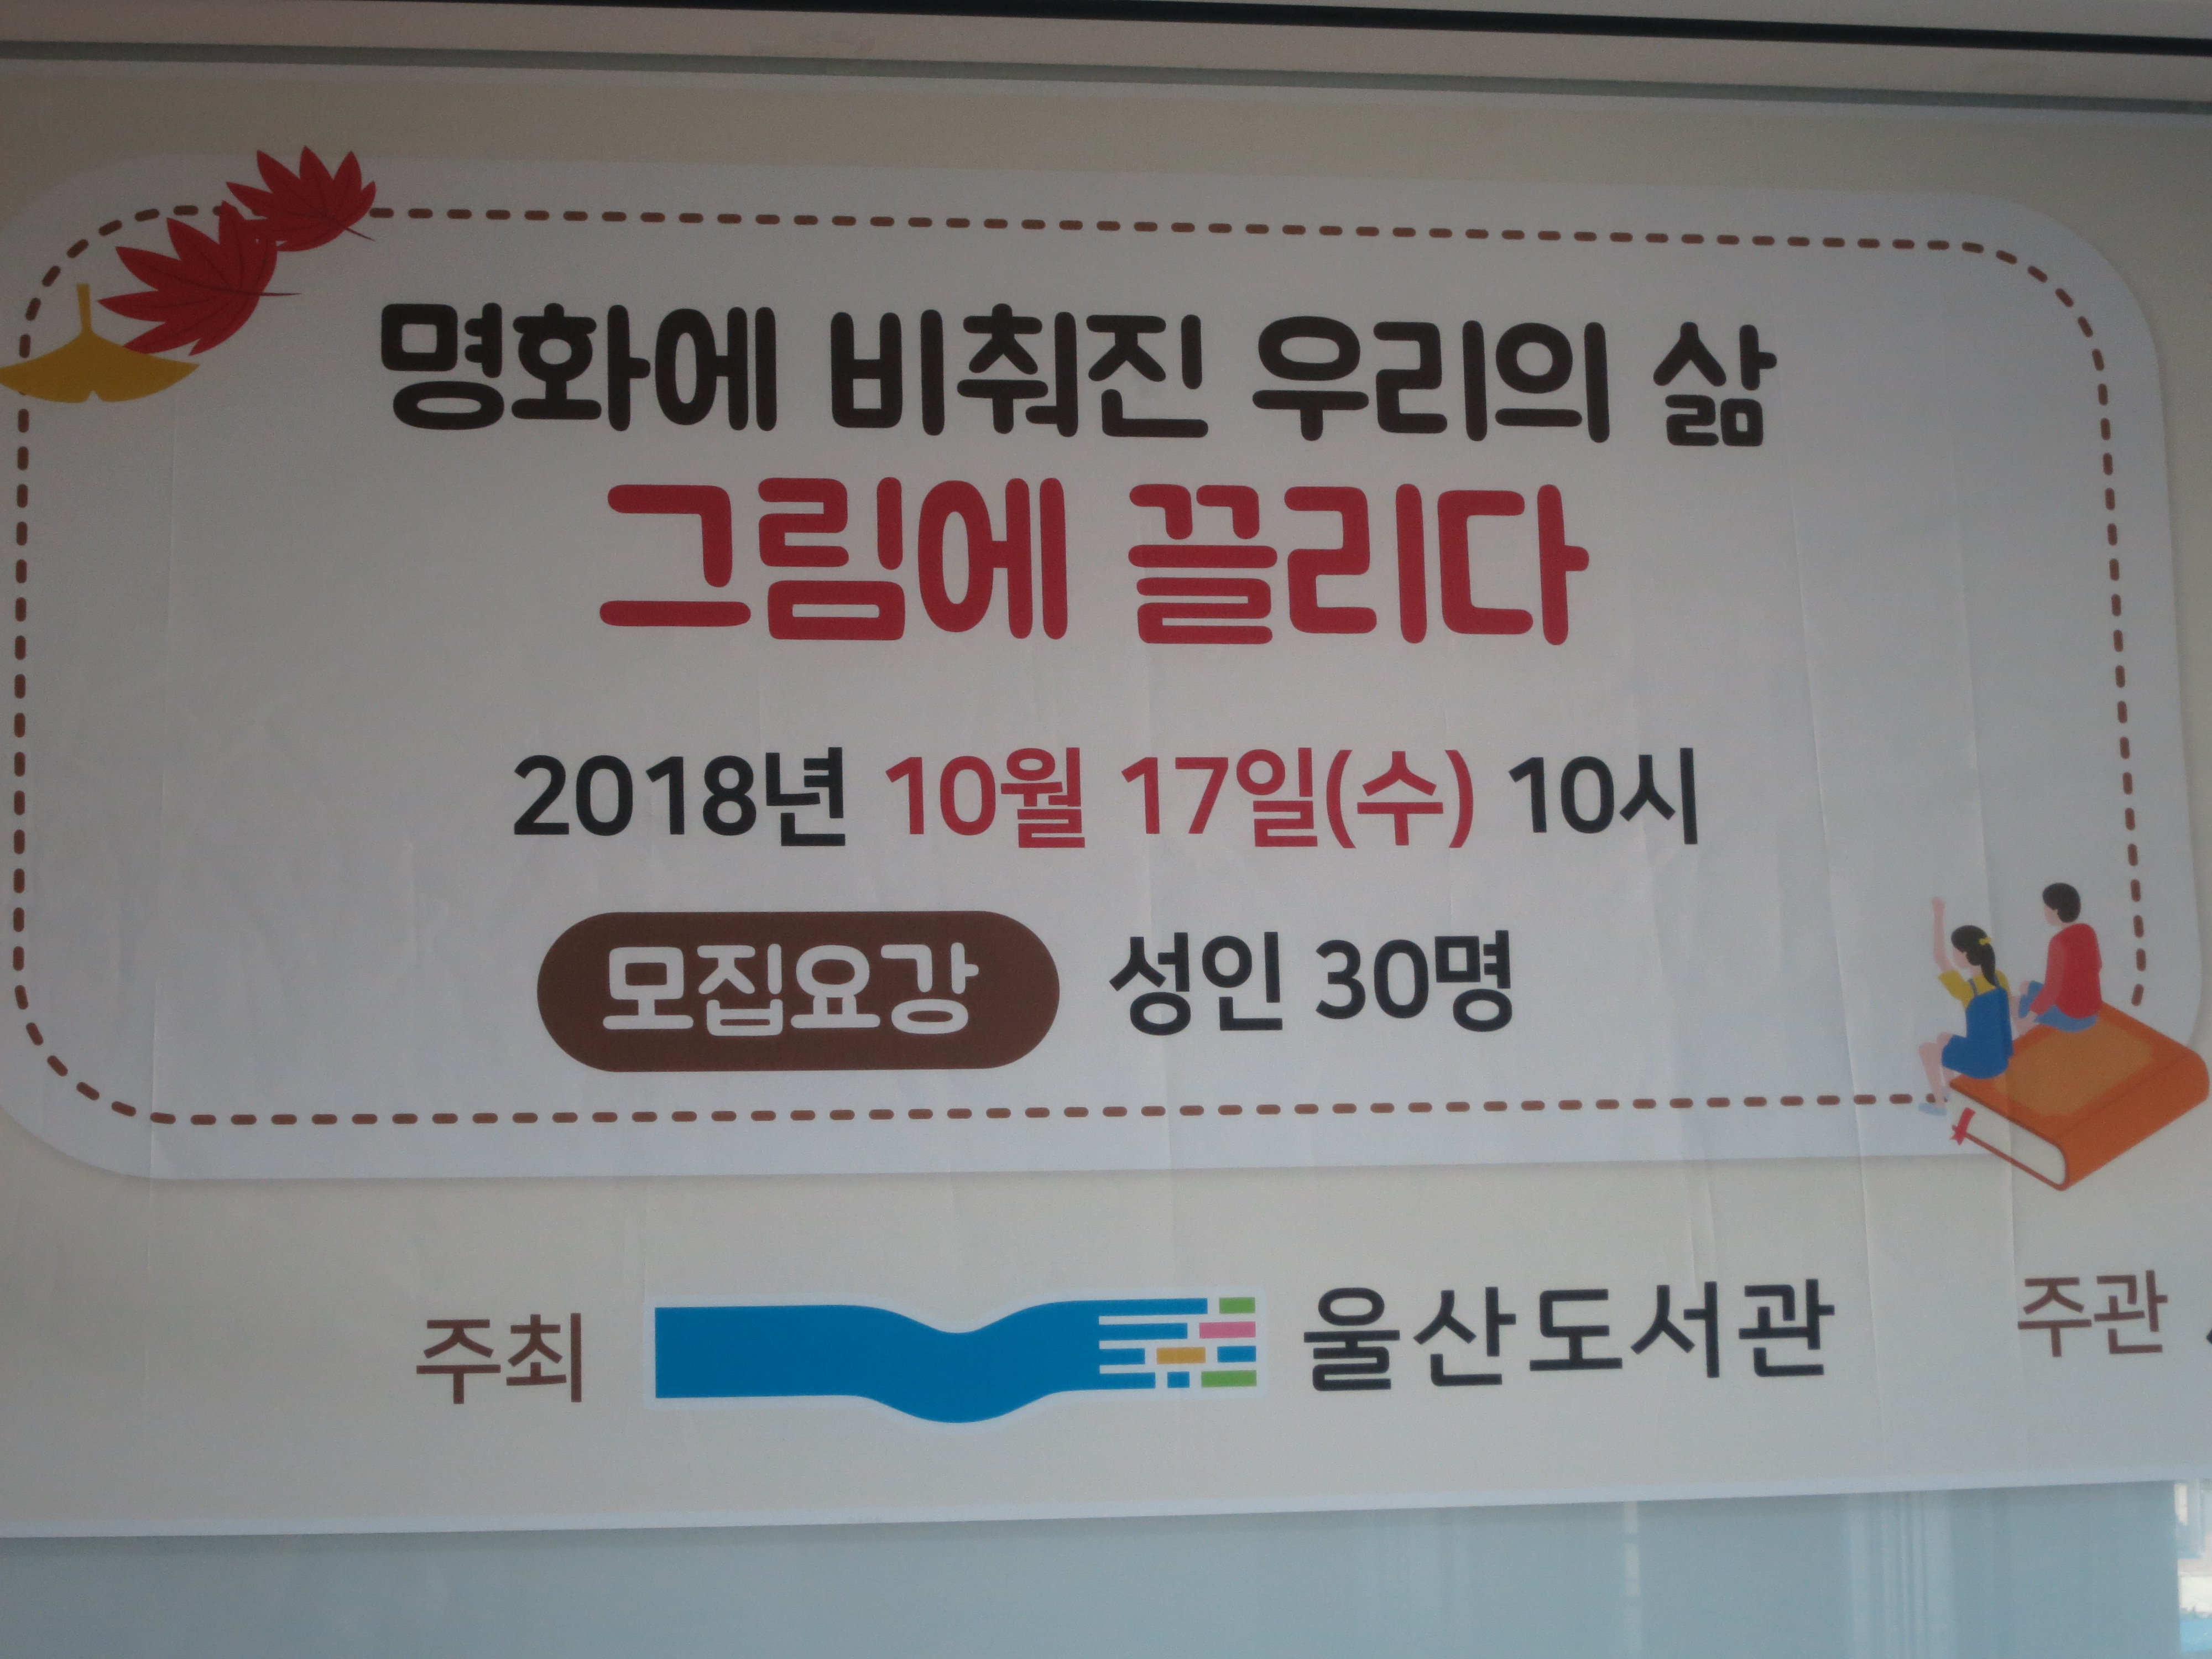 명화에 비춰진 우리의 삶
그림에 끌리다
2018년 10월 17일(수) 10시
모집요강 성인 30명
주최 울산도서관 주관